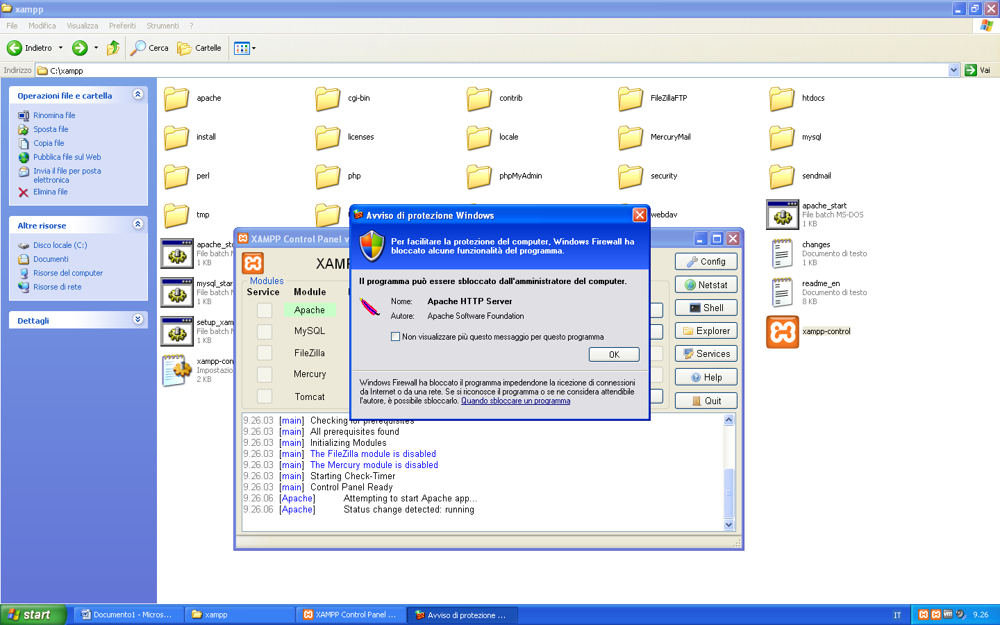 xampp
File Modifica Visualizza Preferiti Strumenti ?
Indietro Cerca Cartelle
Indirizzo C:\xampp Vai
Operazioni file e cartella
Rinomina file
Sposta file
Copia file
Pubblica file sul Web
Invia il file per posta
elettronica
Elimina file
Altre risorse
Disco locale (C:)
Documenti
Risorse del computer
Risorse di rete
Dettagli
apache cgi-bin contrib FileZillaFTP htdocs
install licenses locale MercuryMail mysql
perl php phpMyAdmin security sendmail
tmp webdav
apache_start
File batch MS-DOS
1 KB
File batch M
1 KB
changes
Documento di testo
1 KB
mysql_star
File batch M
1 KB
readme_en
Documento di testo
8 KB
setup_xam
File batch M
1 KB
xampp-control
xampp-con
Impostazio
2 KB
XAMPP Control Panel v
XAMP
Modules
Service Module
Apache
MySQL
FileZilla
Mercury
Tomcat
Config
Netstat
Shell
Explorer
Services
Help
Quit
9.26.03 [main] Checking for prerequisites
9.26.03 [main] All prerequisites found
9.26.03 [main] Initializing Modules
9.26.03 [main] The FileZilla module is disabled
9.26.03 [main] The Mercury module is disabled
9.26.03 [main] Starting Check-Timer
9.26.03 [main] Control Panel Ready
9.26.06 [Apache] Attempting to start Apache app...
9.26.06 [Apache] Status change detected: running
Avviso di protezione Windows
Per facilitare la protezione del computer, Windows Firewall ha
bloccato alcune funzionalità del programma.
Il programma può essere sbloccato dall'amministratore del computer.
Nome: Apache HTTP Server
Autore: Apache Software Foundation
Non visualizzare più questo messaggio per questo programma
OK
Windows Firewall ha bloccato il programma impedendone la ricezione di connessioni
da Internet o da una rete. Se si riconosce il programma o se ne considera attendibile
l'autore, è possibile sbloccarlo. Quando sbloccare un programma
start Documento1 - Micros... xampp XAMPP Control Panel ... Avviso di protezione ... IT vm 9.26